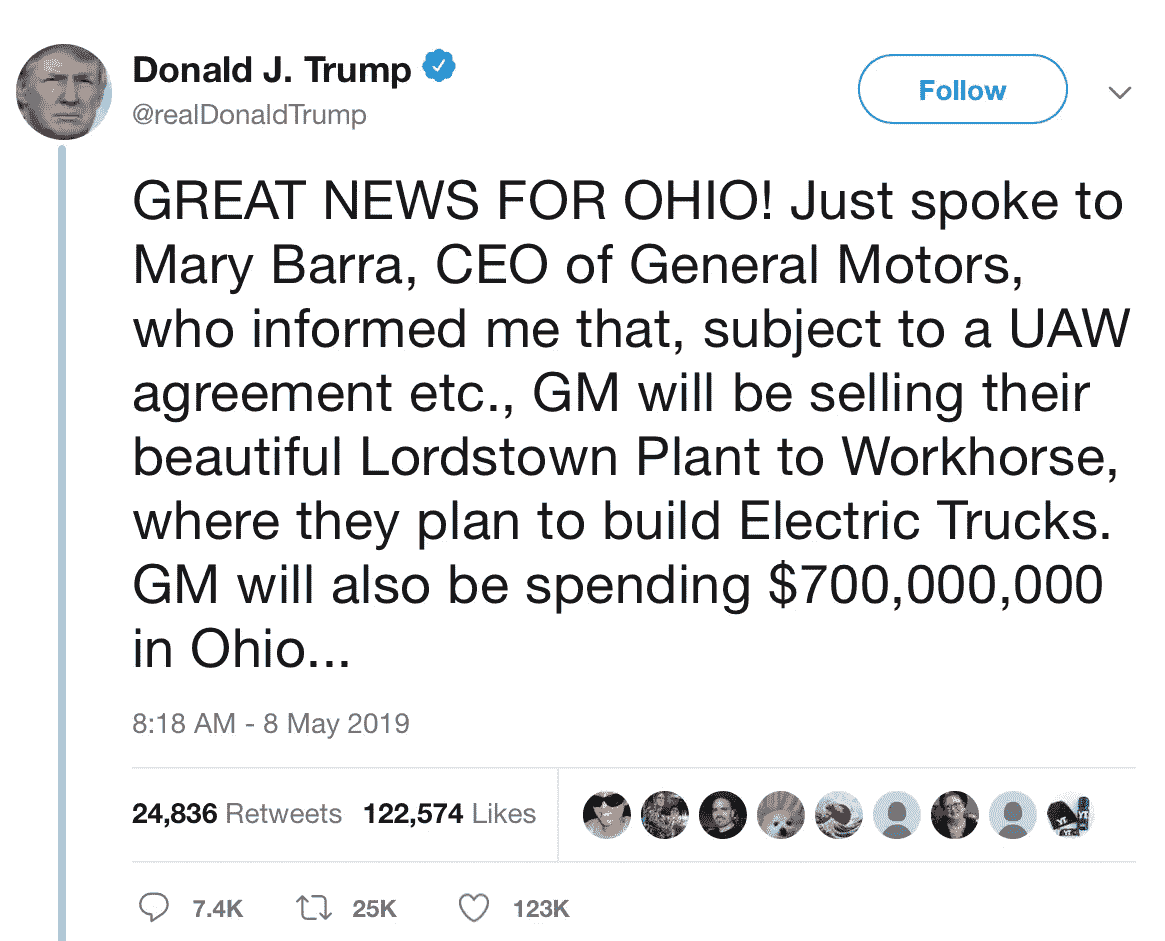 Donald J. Trump
@realDonaldTrump
Follow
GREAT NEWS FOR OHIO! Just spoke to
Mary Barra, CEO of General Motors,
who informed me that, subject to a UAW
agreement etc., GM will be selling their
beautiful Lordstown Plant to Workhorse,
where they plan to build Electric Trucks.
GM will also be spending $700,000,000
in Ohio...
8:18 AM - 8 May 2019
24,836 Retweets 122,574 Likes
7.4K 25K 123K